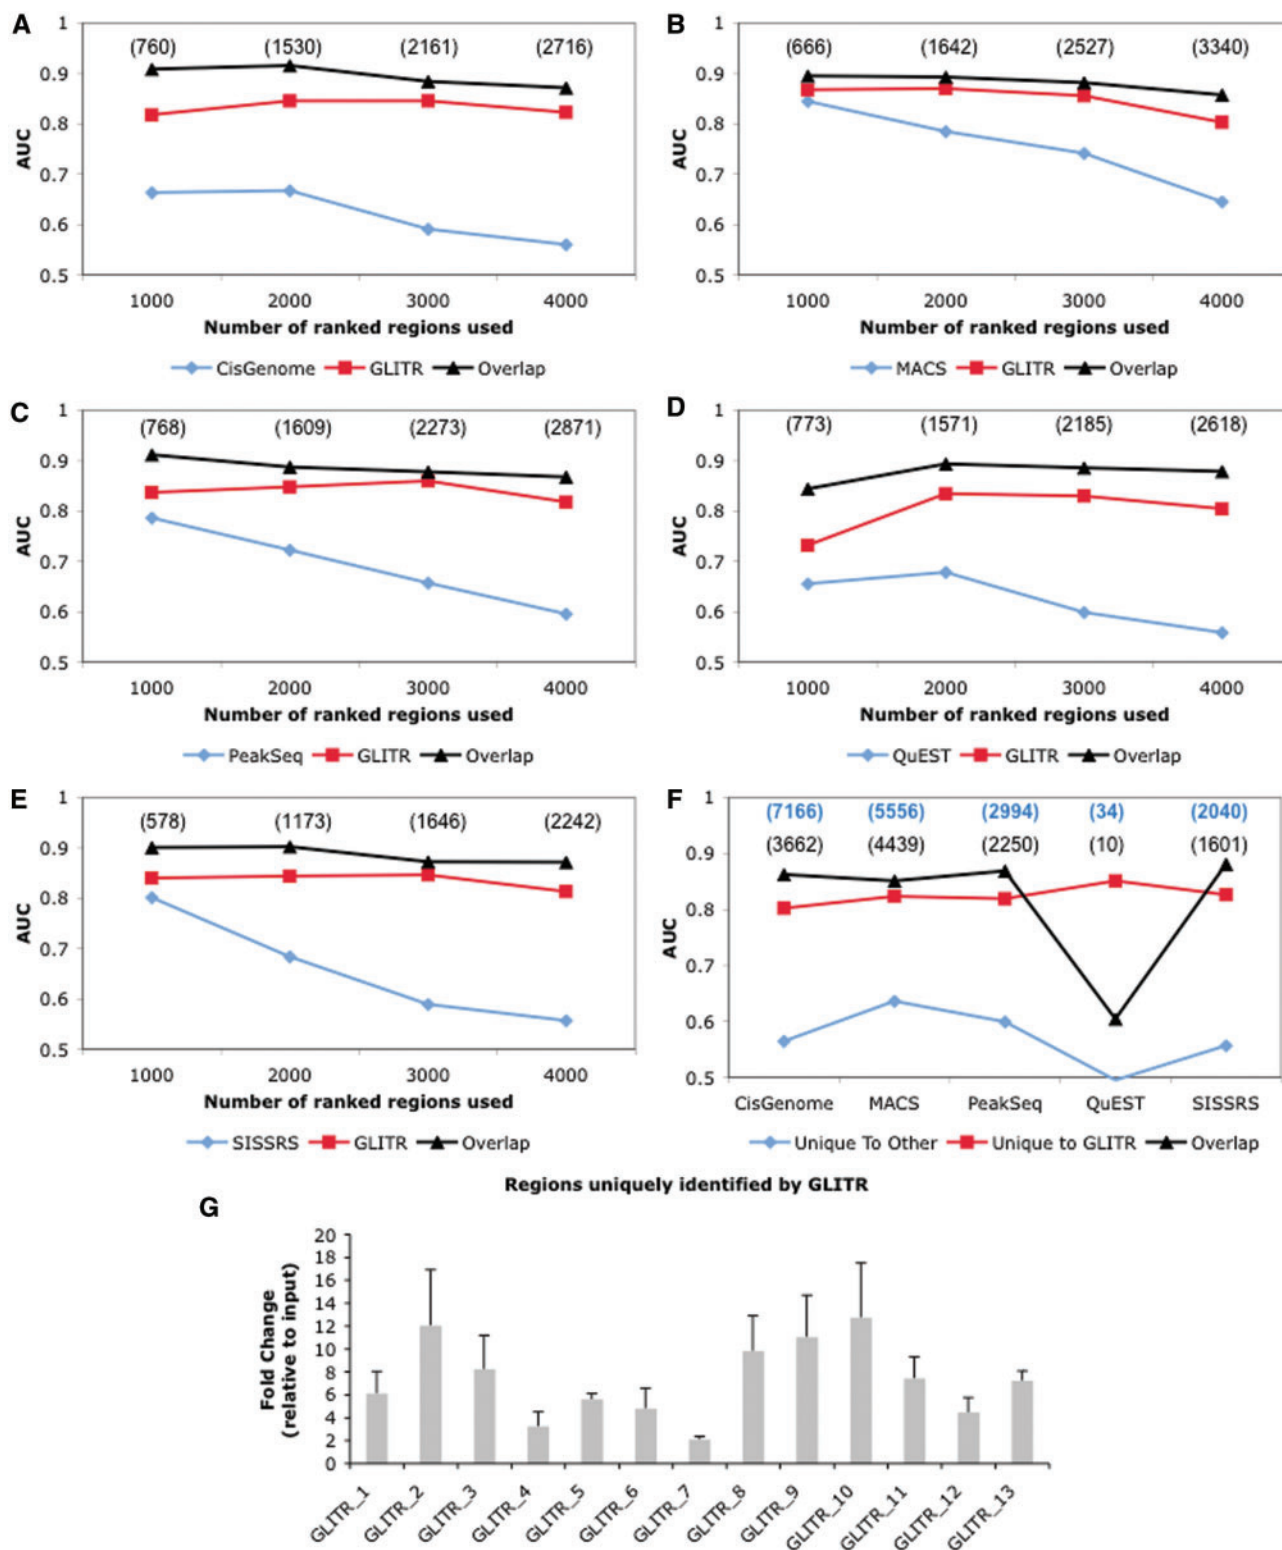 A
1
(760) (1530) (2161) (2716)
0.9
0.8
AUC
0.7
0.6
0.5
1000 2000 3000 4000
Number of ranked regions used
CisGenome GLITR Overlap
B
1
(666) (1642) (2527) (3340)
0.9
0.8
AUC
0.7
0.6
0.5
1000 2000 3000 4000
Number of ranked regions used
MACS GLITR Overlap
C
1
(768) (1609) (2273) (2871)
0.9
0.8
AUC
0.7
0.6
0.5
1000 2000 3000 4000
Number of ranked regions used
PeakSeq GLITR Overlap
D
1
(773) (1571) (2185) (2618)
0.9
0.8
AUC
0.7
0.6
0.5
1000 2000 3000 4000
Number of ranked regions used
QuEST GLITR Overlap
E
1
(578) (1173) (1646) (2242)
0.9
0.8
AUC
0.7
0.6
0.5
1000 2000 3000 4000
Number of ranked regions used
SISSRS GLITR Overlap
F
1
(7166) (5556) (2994) (34) (2040)
(3662) (4439) (2250) (10) (1601)
0.9
0.8
AUC
0.7
0.6
0.5
CisGenome MACS PeakSeq QuEST SISSRS
Unique To Other Unique to GLITR Overlap
Regions uniquely identified by GLITR
G
20
18
16
14
12
10
8
6
4
2
0
Fold Change
(relative to input)
GLITR_1 GLITR_2 GLITR_3 GLITR_4 GLITR_5 GLITR_6 GLITR_7 GLITR_8 GLITR_9 GLITR_10 GLITR_11 GLITR_12 GLITR_13